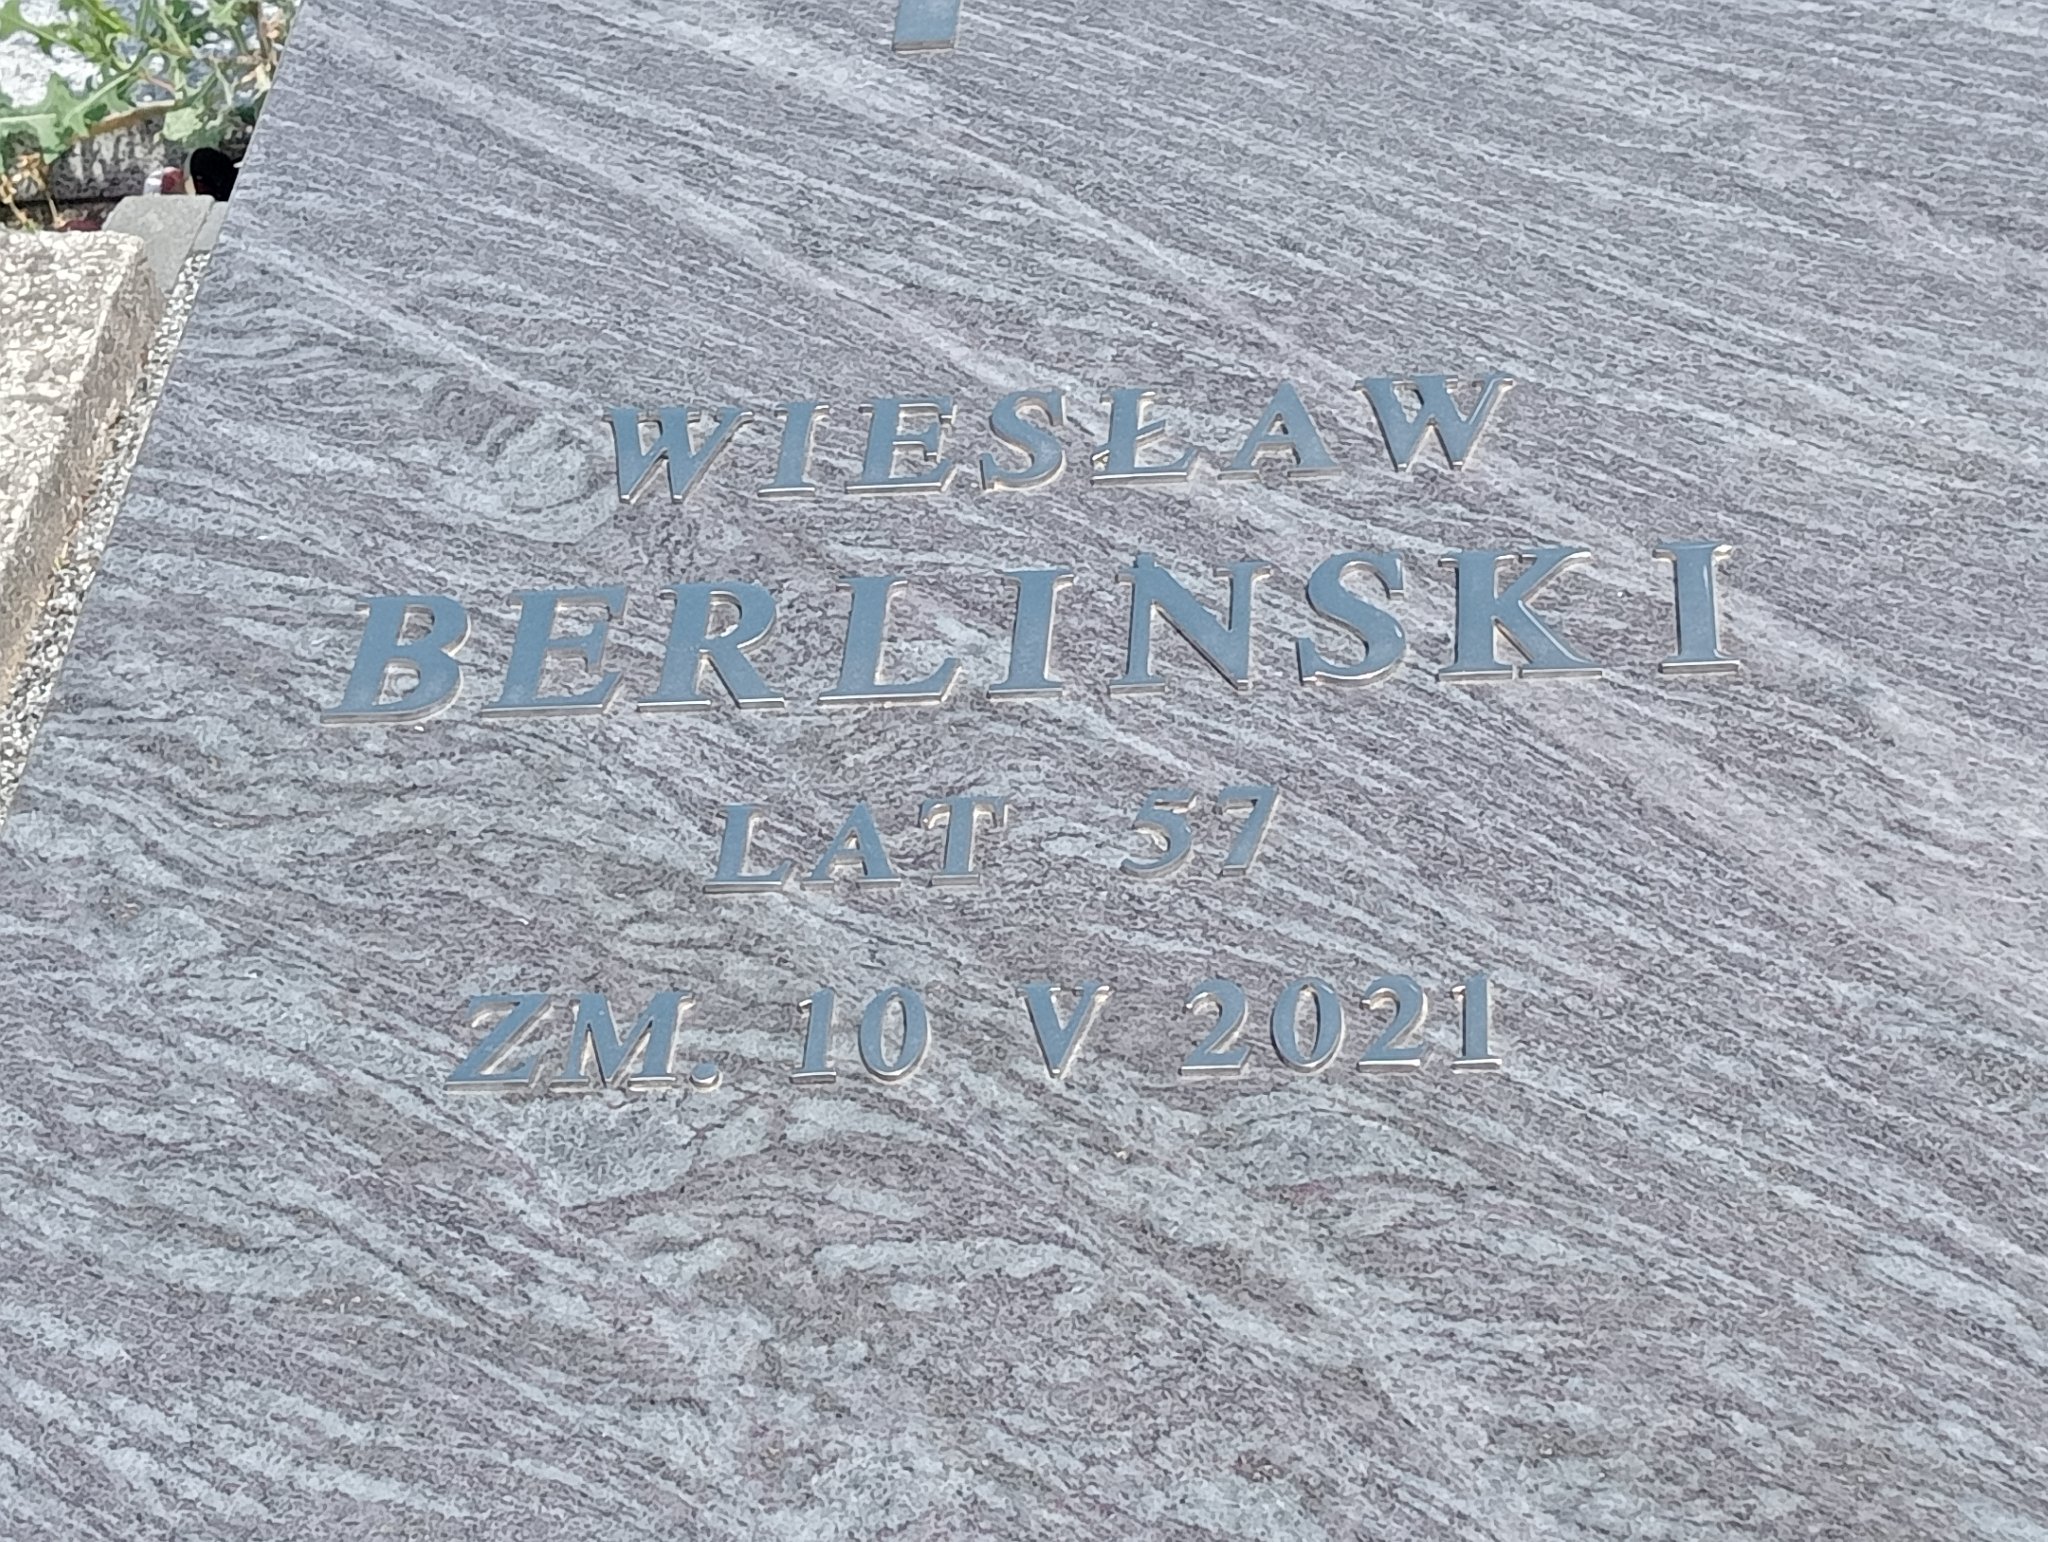 WIESŁAW
BERLINSKI
LAT 57
ZM. 10 V 2021